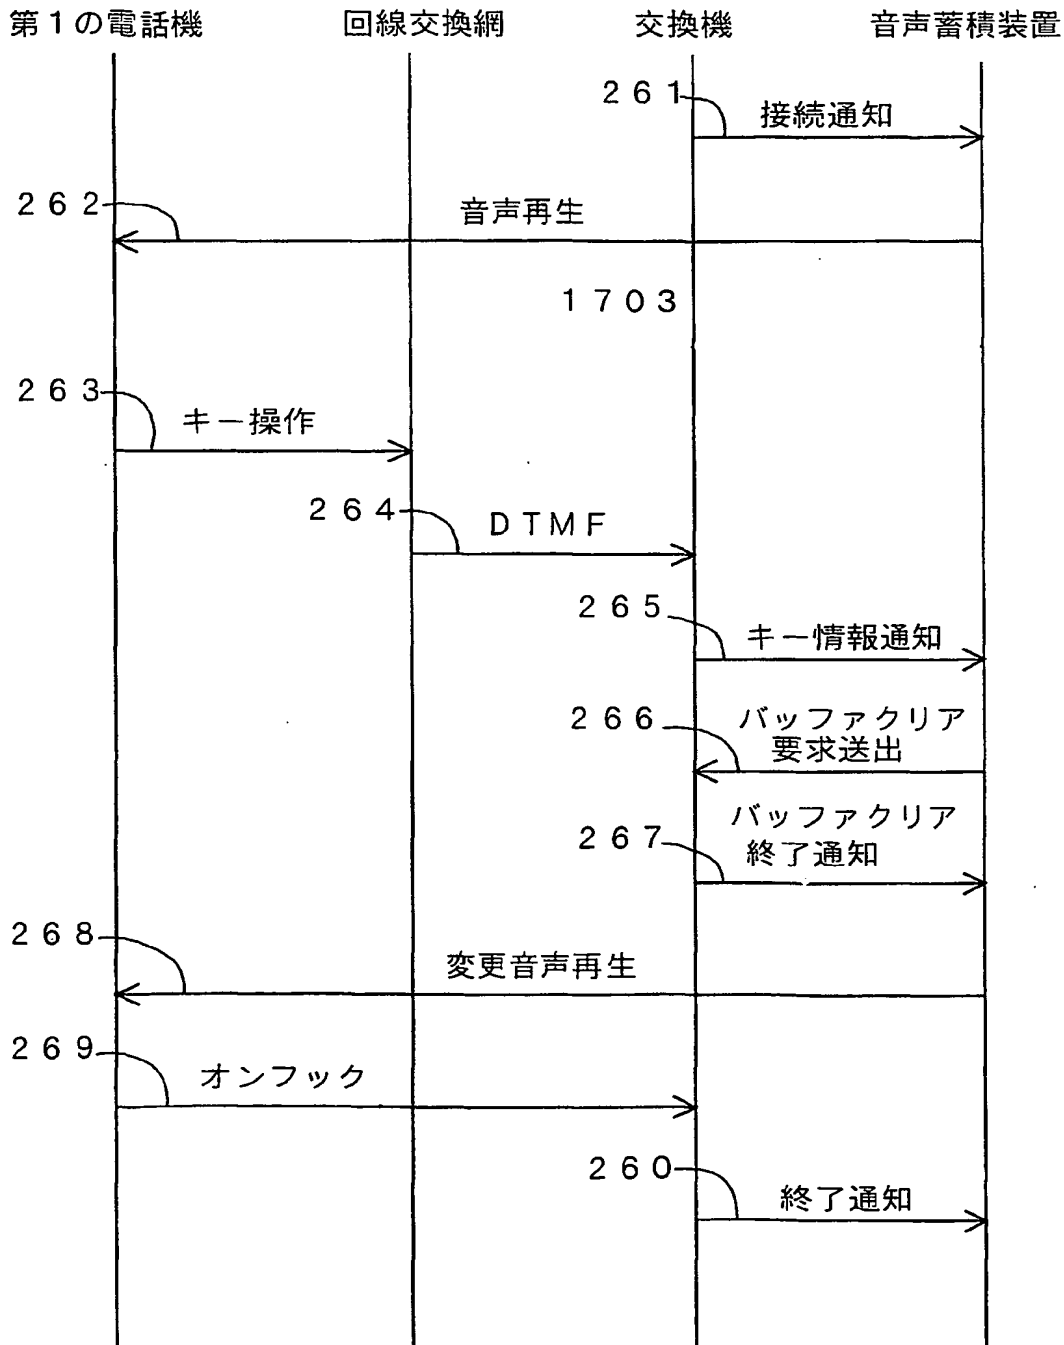 第1の電話機 回線交換網 交換機 音声蓄積装置
261 接続通知
262 音声再生
1703
263 キー操作
264 DTMF
265 キー情報通知
266 バッファクリア
要求送出
267 バッファクリア
終了通知
268 変更音声再生
269 オンフック
260 終了通知